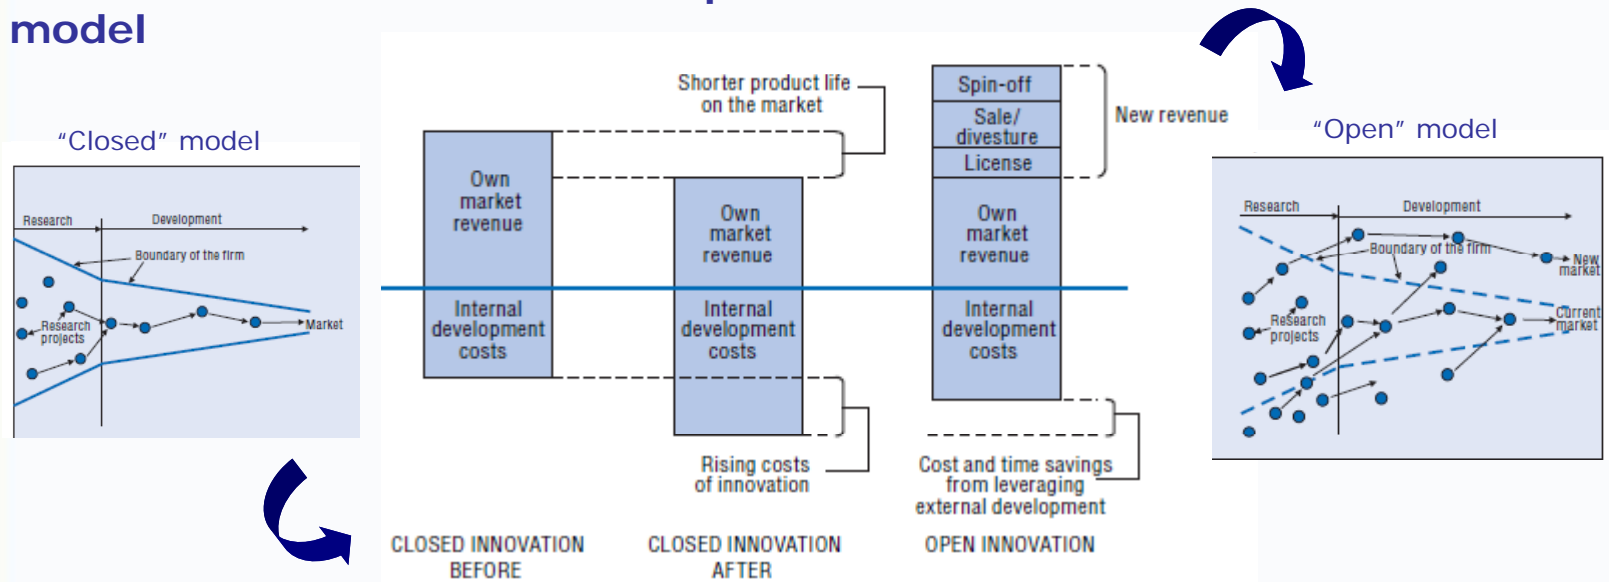 model
“Closed” model
Research
Development
Boundary of the firm
Research
projects
Market
Shorter product life
on the market
Own
market
revenue
Internal
development
costs
Own
market
revenue
Internal
development
costs
Rising costs
of innovation
Spin-off
Sale/
divesture
License
Own
market
revenue
Internal
development
costs
New revenue
Cost and time savings
from leveraging
external development
CLOSED INNOVATION
BEFORE
CLOSED INNOVATION
AFTER
OPEN INNOVATION
“Open” model
Research
Development
Boundary of the firm
New
market
Research
projects
Current
market